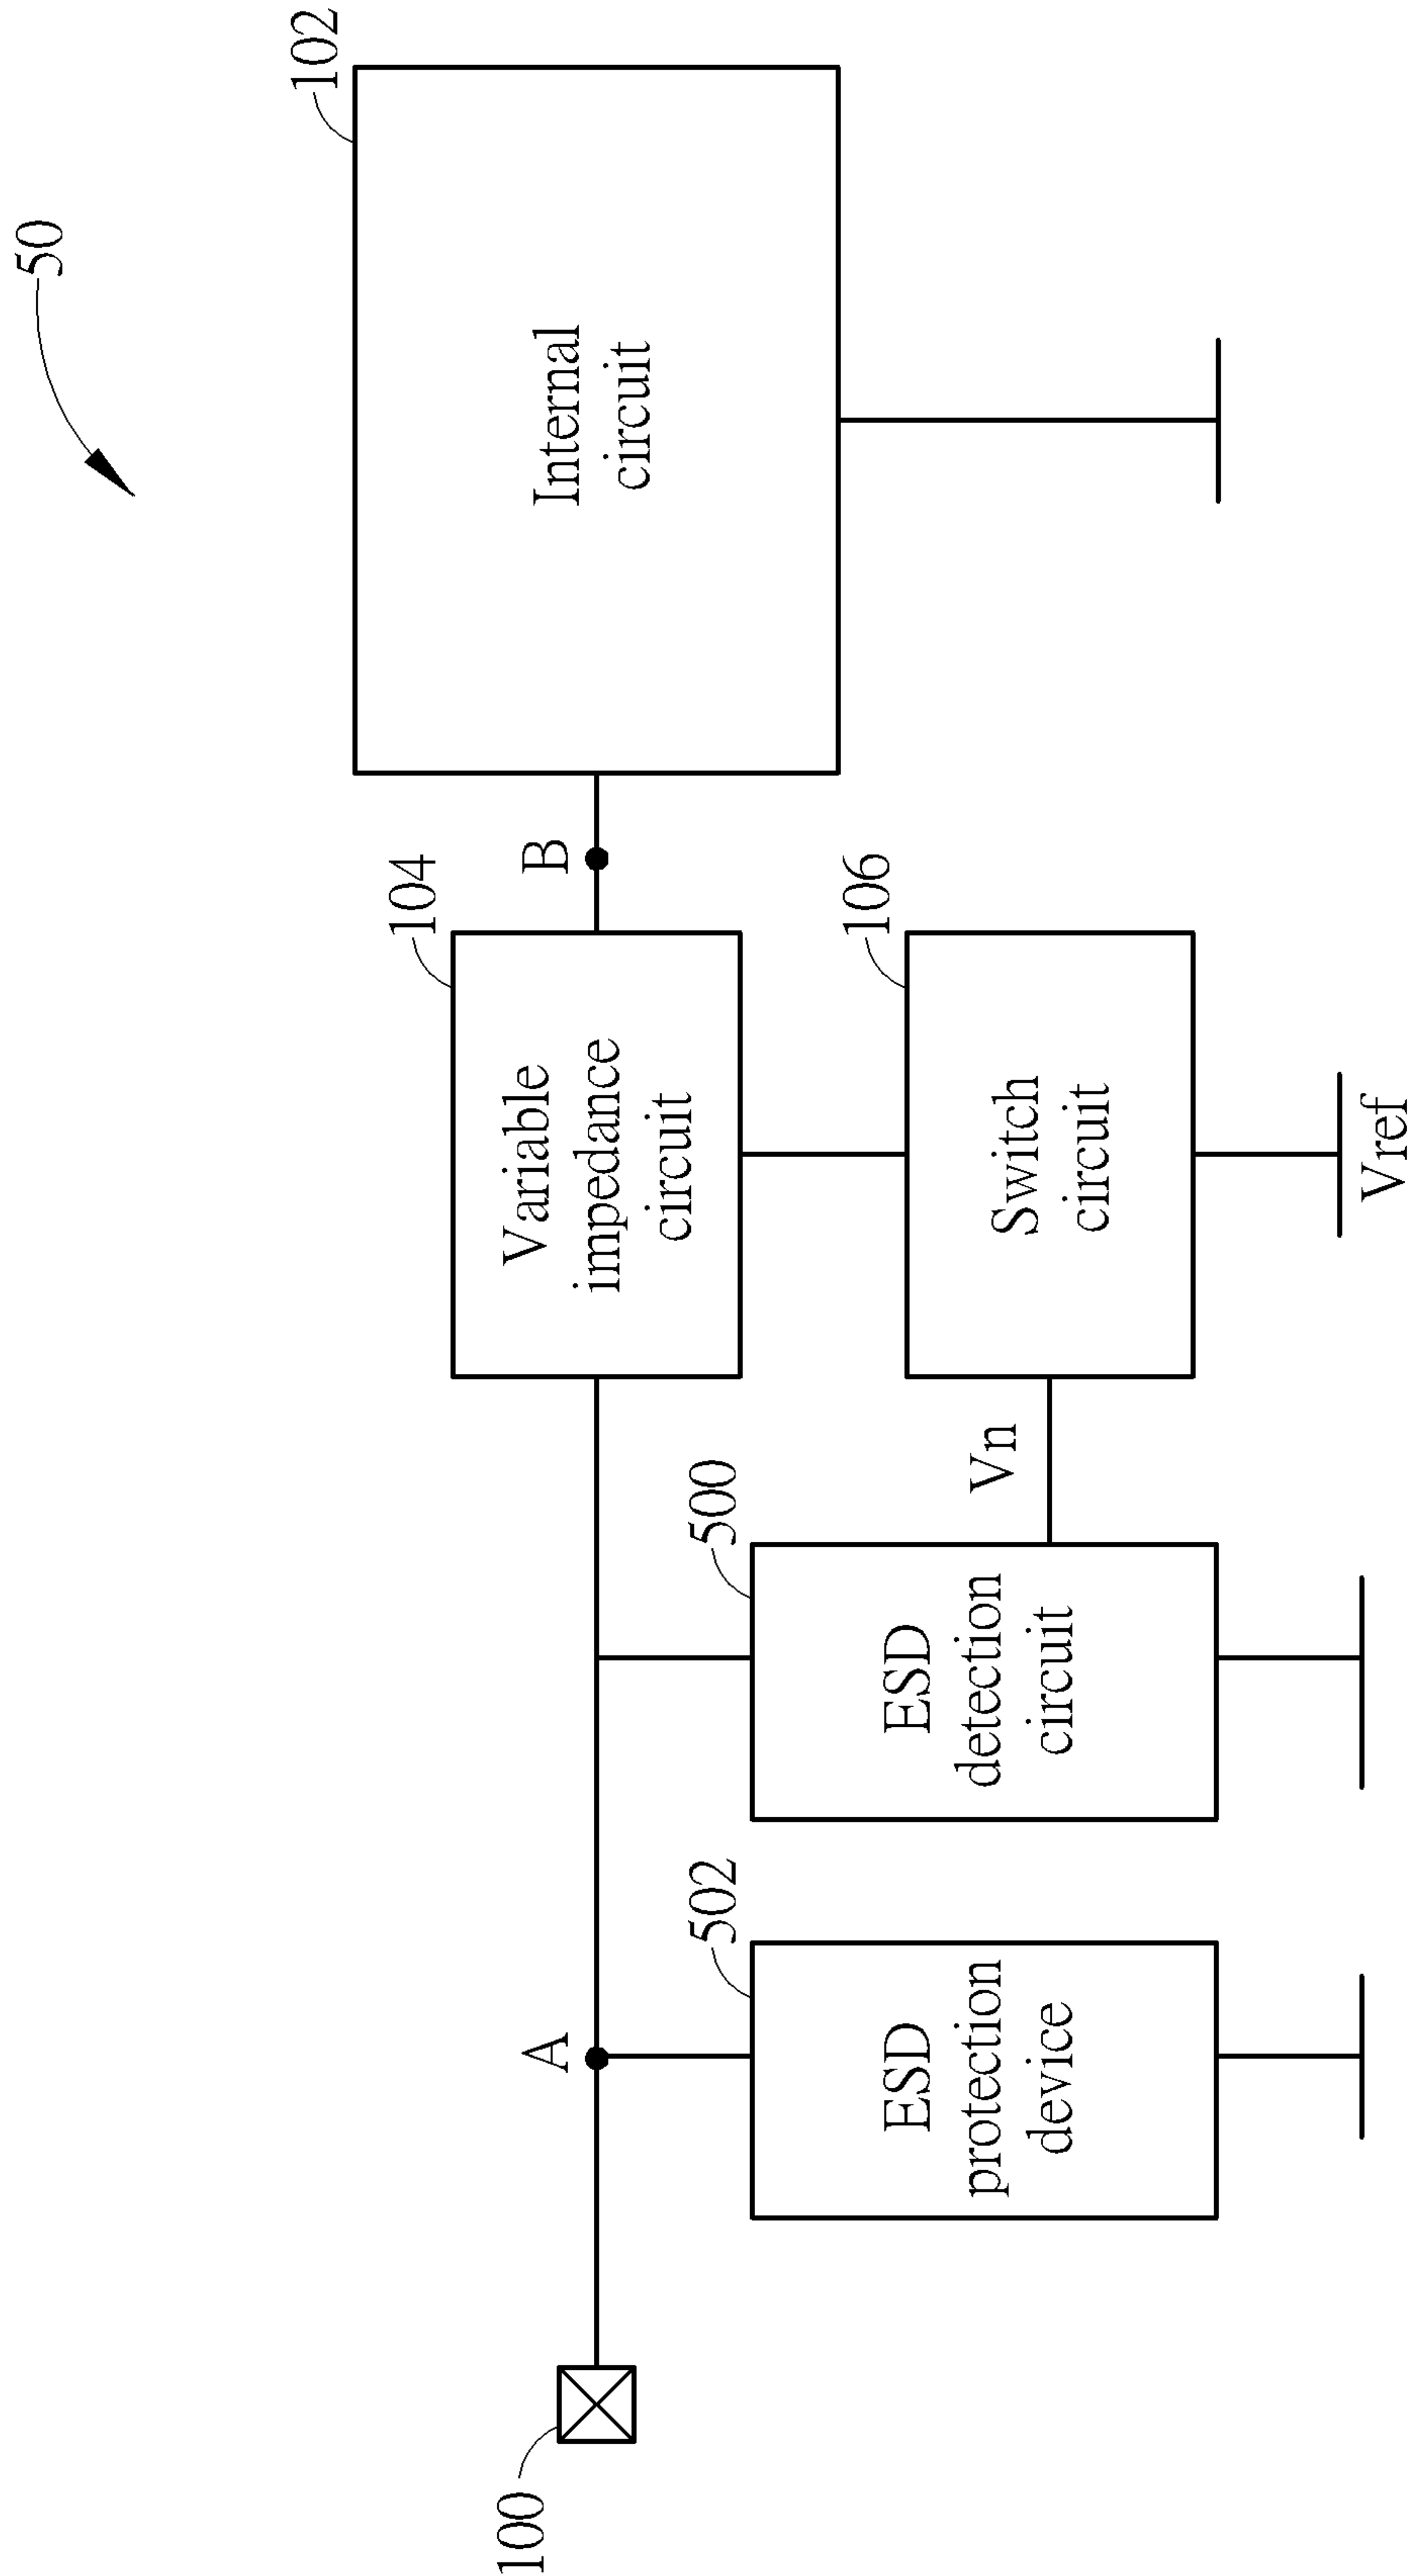 50
102
Internal
circuit
104
B
Variable
impedance
circuit
106
Switch
circuit
Vref
Vn
500
ESD
detection
circuit
502
A
ESD
protection
device
100